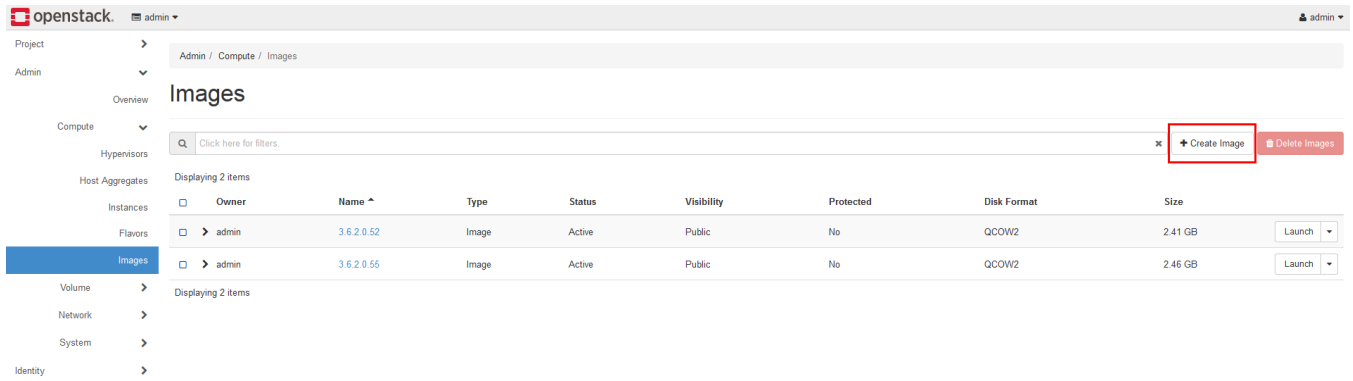 openstack. admin admin
Project
Admin / Compute / Images
Admin
Overview
Images
Compute
Click here for filters. Create Image Delete Images
Hypervisors
Host Aggregates
Displaying 2 items
Owner Name Type Status Visibility Protected Disk Format Size
Instances
Flavors
admin 3.6.2.0.52 Image Active Public No QCOW2 2.41 GB Launch
Images
admin 3.6.2.0.55 Image Active Public No QCOW2 2.46 GB Launch
Volume
Displaying 2 items
Network
System
Identity